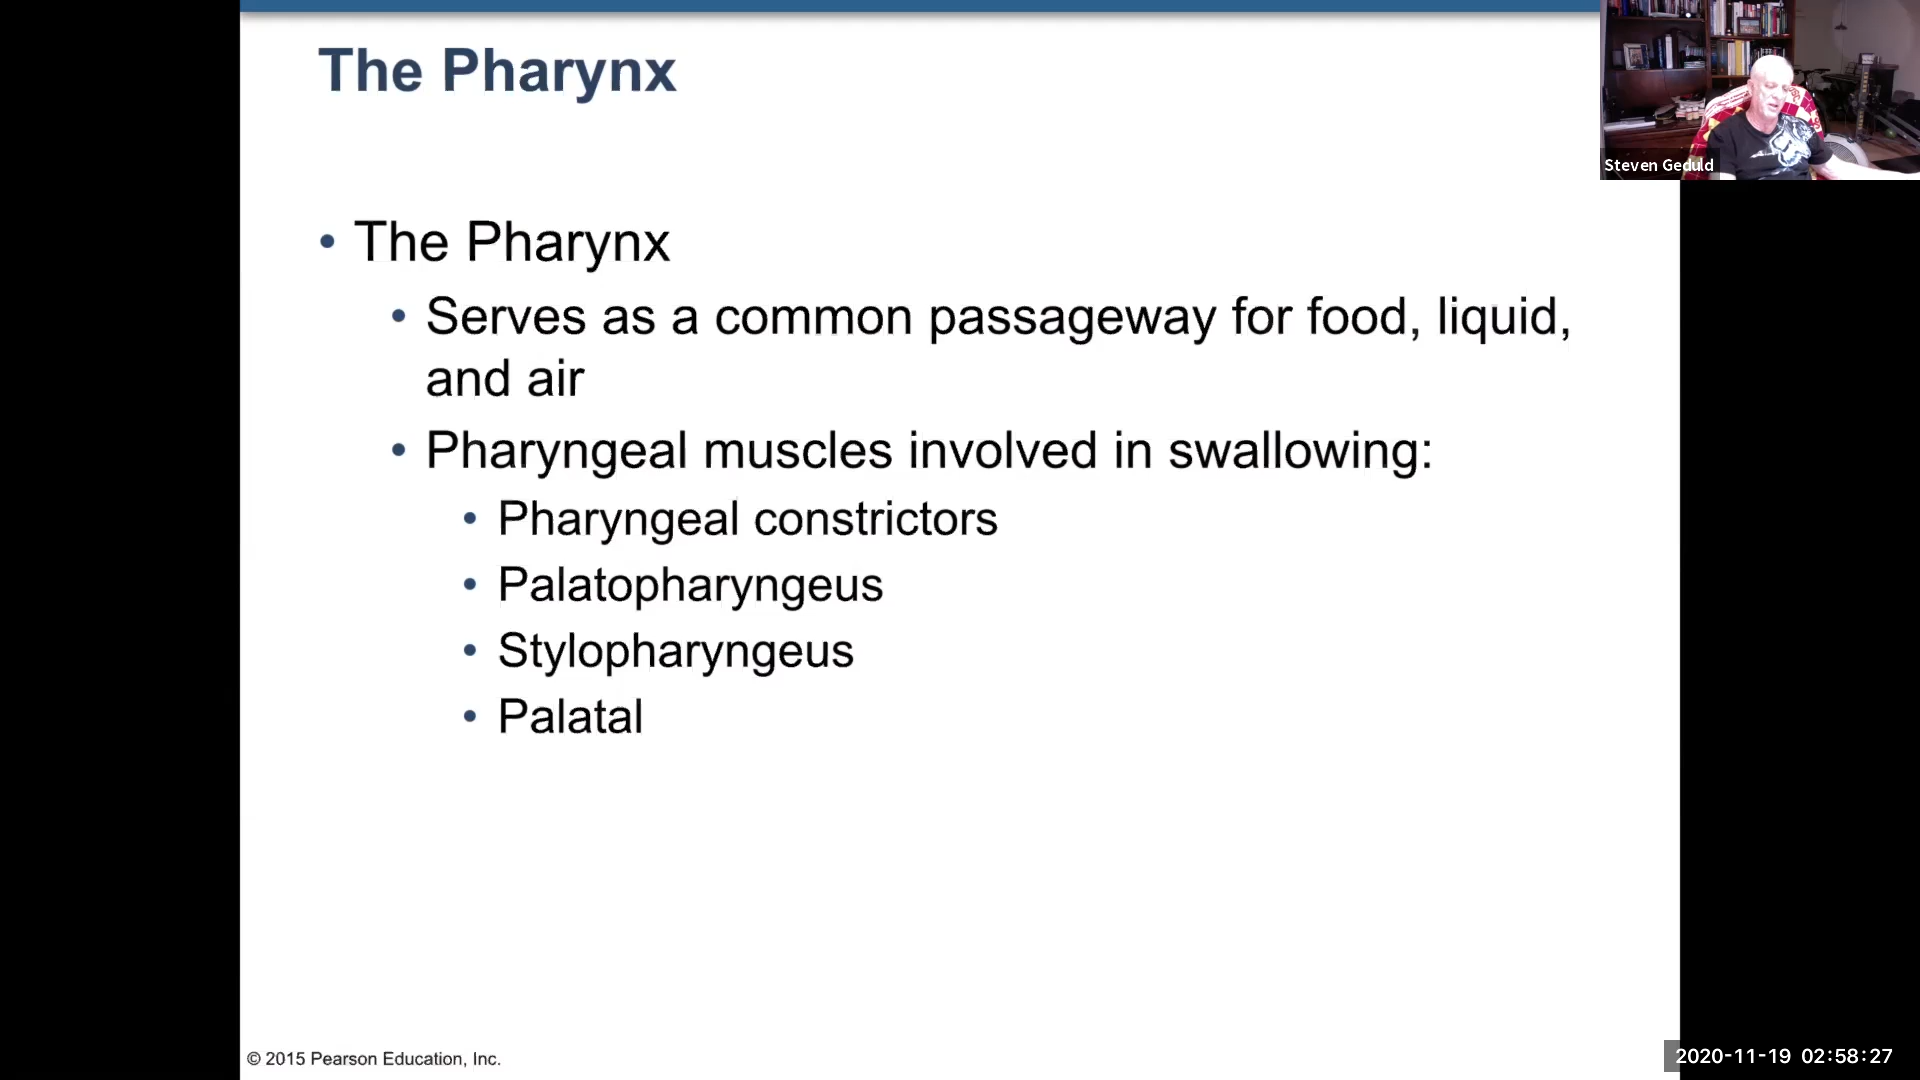 The Pharynx
Steven Geduld
• The Pharynx
• Serves as a common passageway for food, liquid,
and air
• Pharyngeal muscles involved in swallowing:
• Pharyngeal constrictors
• Palatopharyngeus
• Stylopharyngeus
• Palatal
© 2015 Pearson Education, Inc.
2020-11-19 02:58:27